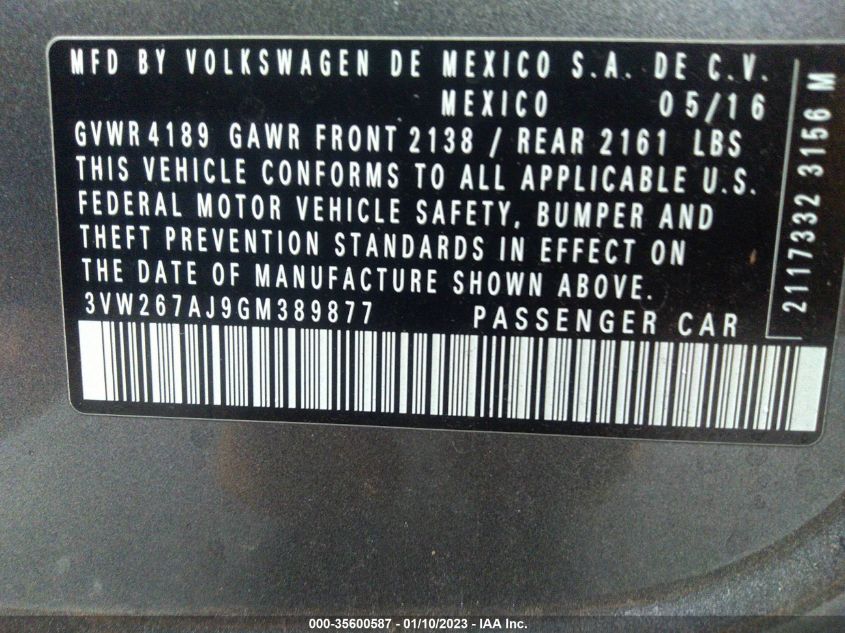 MFD BY VOLKSWAGEN DE MEXICO S.A. DE C.V.
MEXICO 05/16
GVWR 4189 GAWR FRONT 2138 / REAR 2161 LBS
THIS VEHICLE CONFORMS TO ALL APPLICABLE U.S.
FEDERAL MOTOR VEHICLE SAFETY, BUMPER AND
THEFT PREVENTION STANDARDS IN EFFECT ON
THE DATE OF MANUFACTURE SHOWN ABOVE.
3VW267AJ9GM389877 PASSENGER CAR
2117332 3156 M
000-35600587 - 01/10/2023 - IAA Inc.